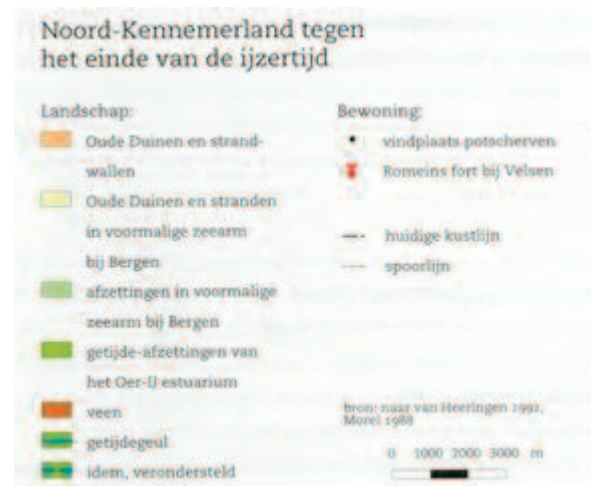 Noord-Kennemerland tegen
het einde van de ijzertijd
Landschap:
Oude Duinen en strand-
wallen
Oude Duinen en stranden
in voormalige zeearm
bij Bergen
afzettingen in voormalige
zeearm bij Bergen
getijde-afzettingen van
het Oer-IJ estuarium
veen
getijdegeul
idem, verondersteld
Bewoning:
vindplaats potscherven
Romeins fort bij Velsen
huidige kustlijn
spoorlijn
bron: naar van Heeringen 1992,
Morel 1988
0 1000 2000 3000 m